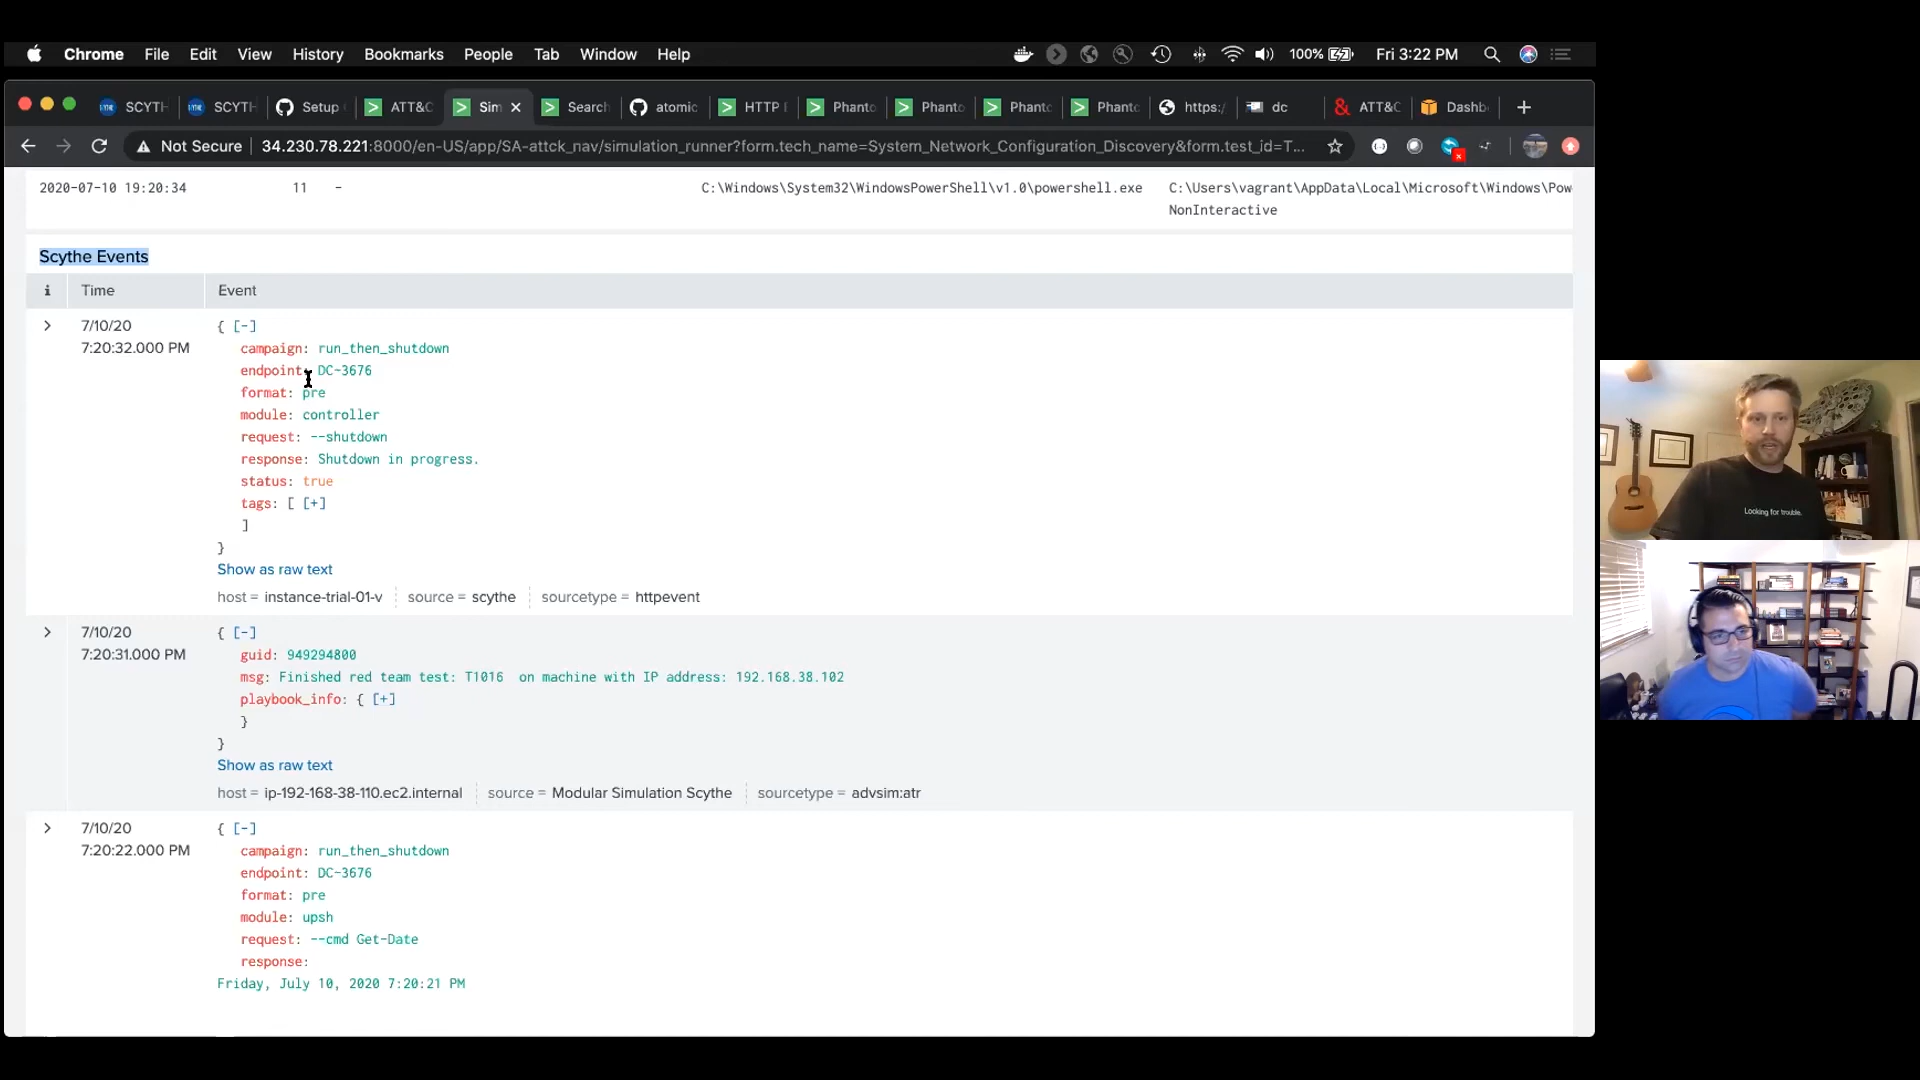 Chrome File Edit View History Bookmarks People Tab Window Help 100% Fri 3:22 PM
SCYTH SCYTH Setup ATT&C Sim Search atomic HTTP Phanto Phanto Phanto Phanto https:/ dc ATT&C Dashb
Not Secure 34.230.78.221:8000/en-US/app/SA-attck_nav/simulation_runner?form.tech_name=System_Network_Configuration_Discovery&form.test_id=T...
2020-07-10 19:20:34 11 - C:\Windows\System32\WindowsPowerShell\v1.0\powershell.exe C:\Users\vagrant\AppData\Local\Microsoft\Windows\Pow
NonInteractive
Scythe Events
i Time Event
7/10/20 { [-]
7:20:32.000 PM campaign: run_then_shutdown
endpoint: DC-3676
format: pre
module: controller
request: --shutdown
response: Shutdown in progress.
status: true
tags: [ [+]
]
}
Show as raw text
host = instance-trial-01-v source = scythe sourcetype = httpevent
7/10/20 { [-]
7:20:31.000 PM guid: 949294800
msg: Finished red team test: T1016 on machine with IP address: 192.168.38.102
playbook_info: { [+]
}
}
Show as raw text
host = ip-192-168-38-110.ec2.internal source = Modular Simulation Scythe sourcetype = advsim:atr
7/10/20 { [-]
7:20:22.000 PM campaign: run_then_shutdown
endpoint: DC-3676
format: pre
module: upsh
request: --cmd Get-Date
response:
Friday, July 10, 2020 7:20:21 PM
Looking for trouble.